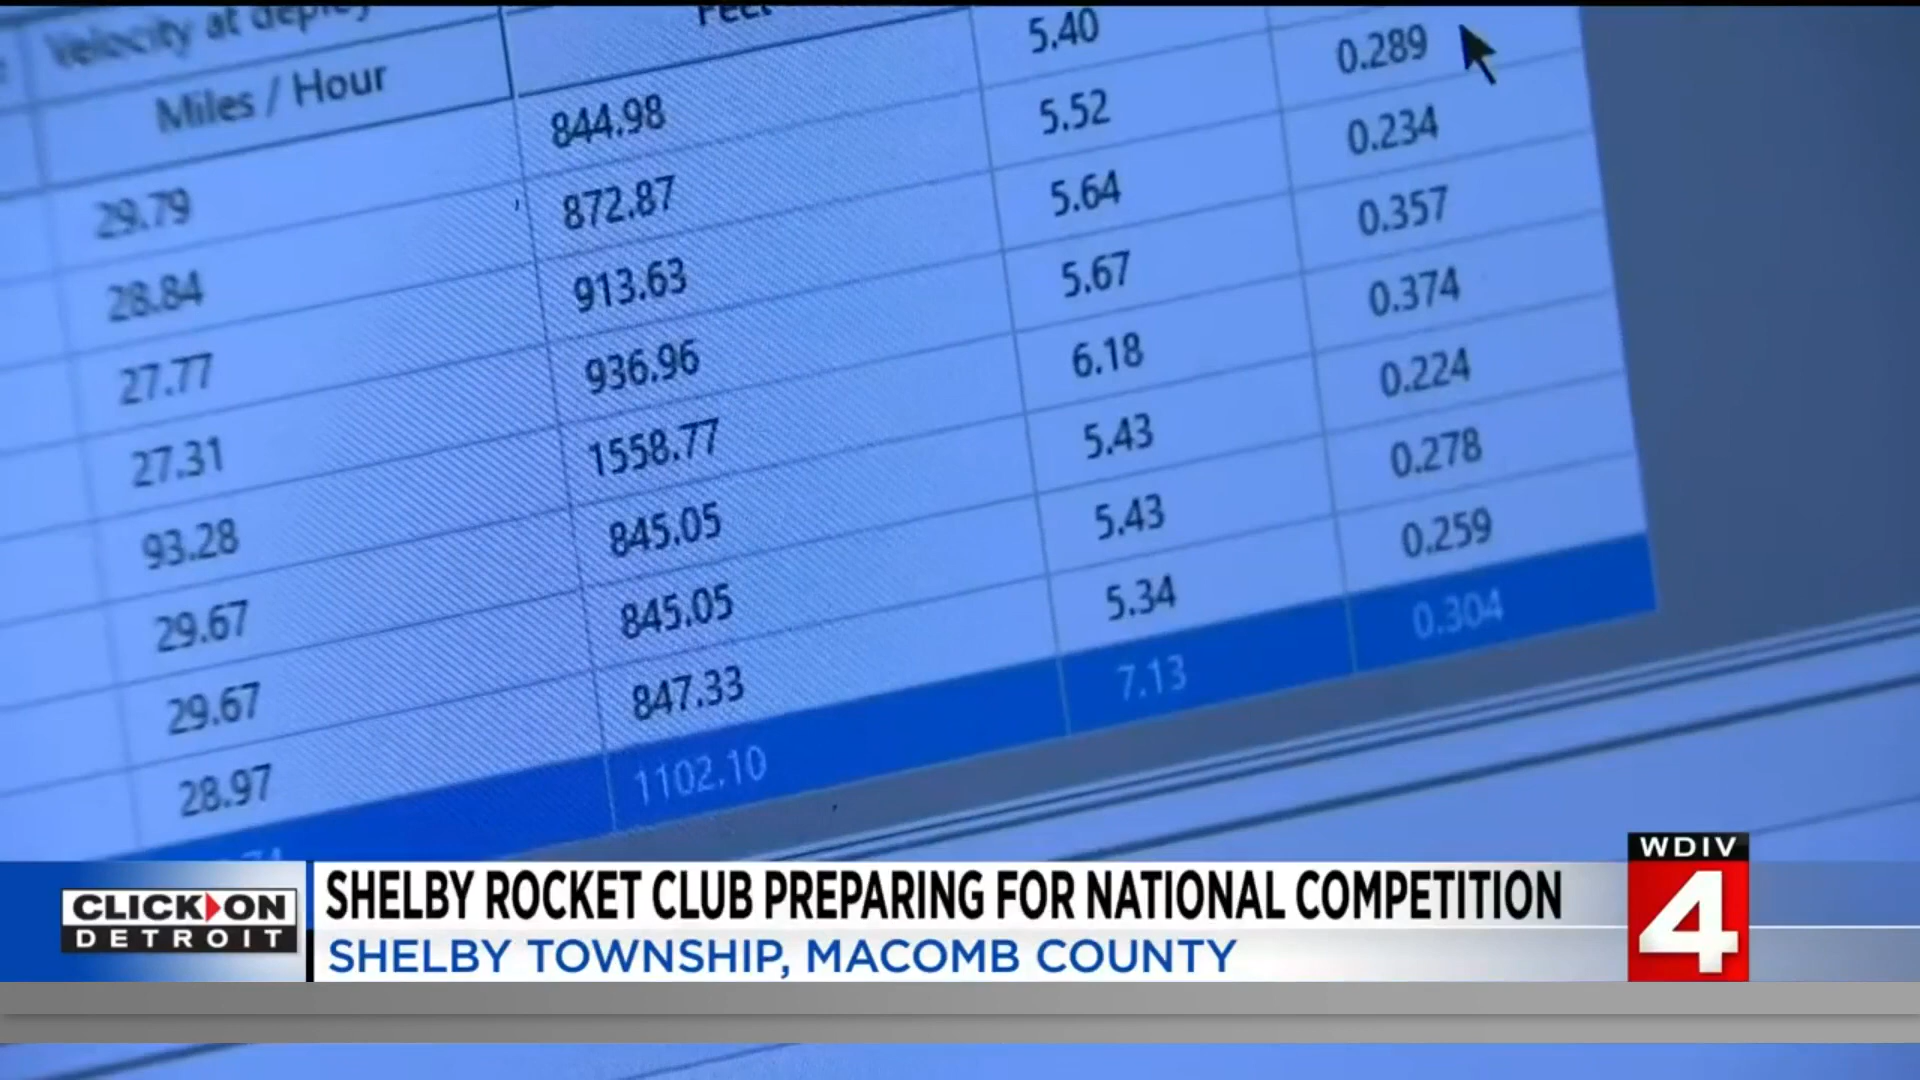 Velocity at deploy
Miles / Hour
29.79 844.98 5.40
28.84 872.87 5.52 0.289
27.77 913.63 5.64 0.234
27.31 936.96 5.67 0.357
93.28 1558.77 6.18 0.374
29.67 845.05 5.43 0.224
29.67 845.05 5.43 0.278
28.97 847.33 5.34 0.259
1102.10 7.13 0.304
CLICK ON
DETROIT
SHELBY ROCKET CLUB PREPARING FOR NATIONAL COMPETITION
SHELBY TOWNSHIP, MACOMB COUNTY
WDIV
4